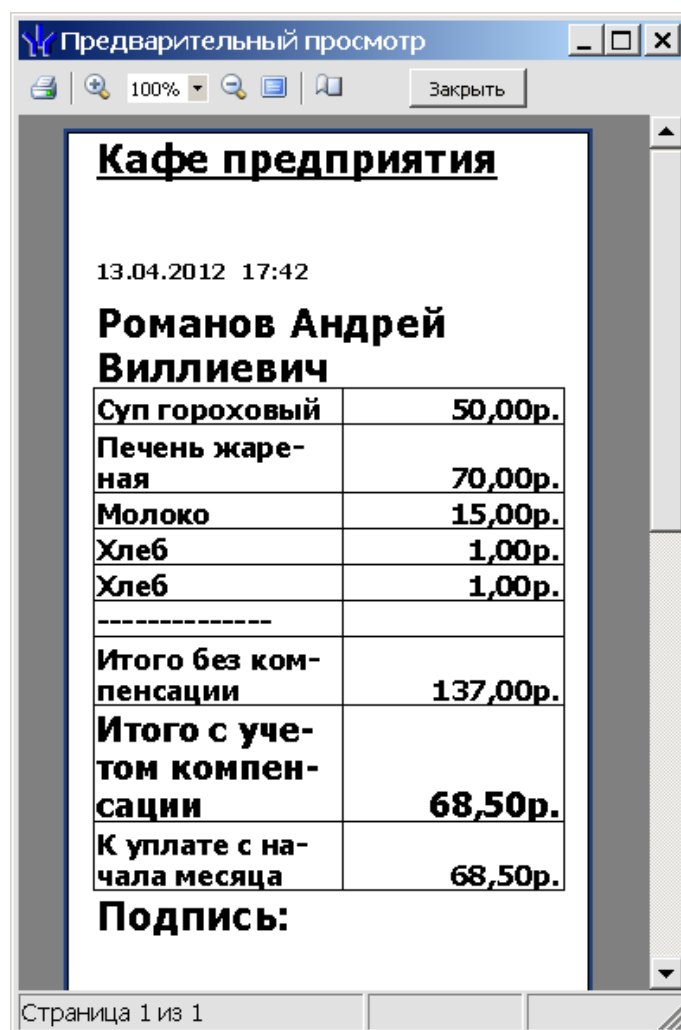 Предварительный просмотр
100%
Закрыть
Кафе предприятия
13.04.2012 17:42
Романов Андрей
Виллиевич
Суп гороховый 50,00р.
Печень жаре-
ная 70,00р.
Молоко 15,00р.
Хлеб 1,00р.
Хлеб 1,00р.
--------------
Итого без ком-
пенсации 137,00р.
Итого с уче-
том компен-
сации 68,50р.
К уплате с на-
чала месяца 68,50р.
Подпись:
Страница 1 из 1